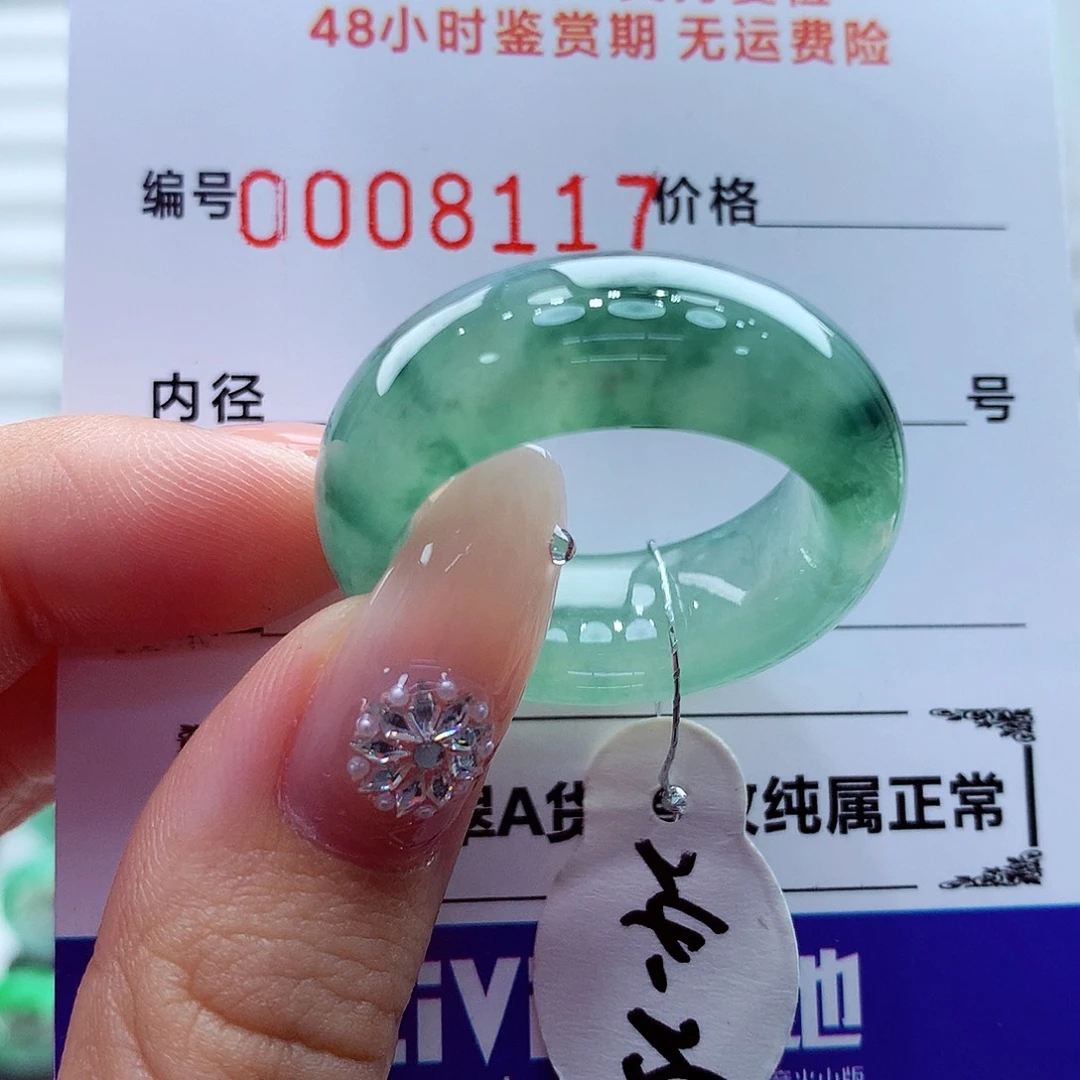 48小时鉴赏期 无运费险
编号0008117价格
内径 号
A货 纯属正常
地